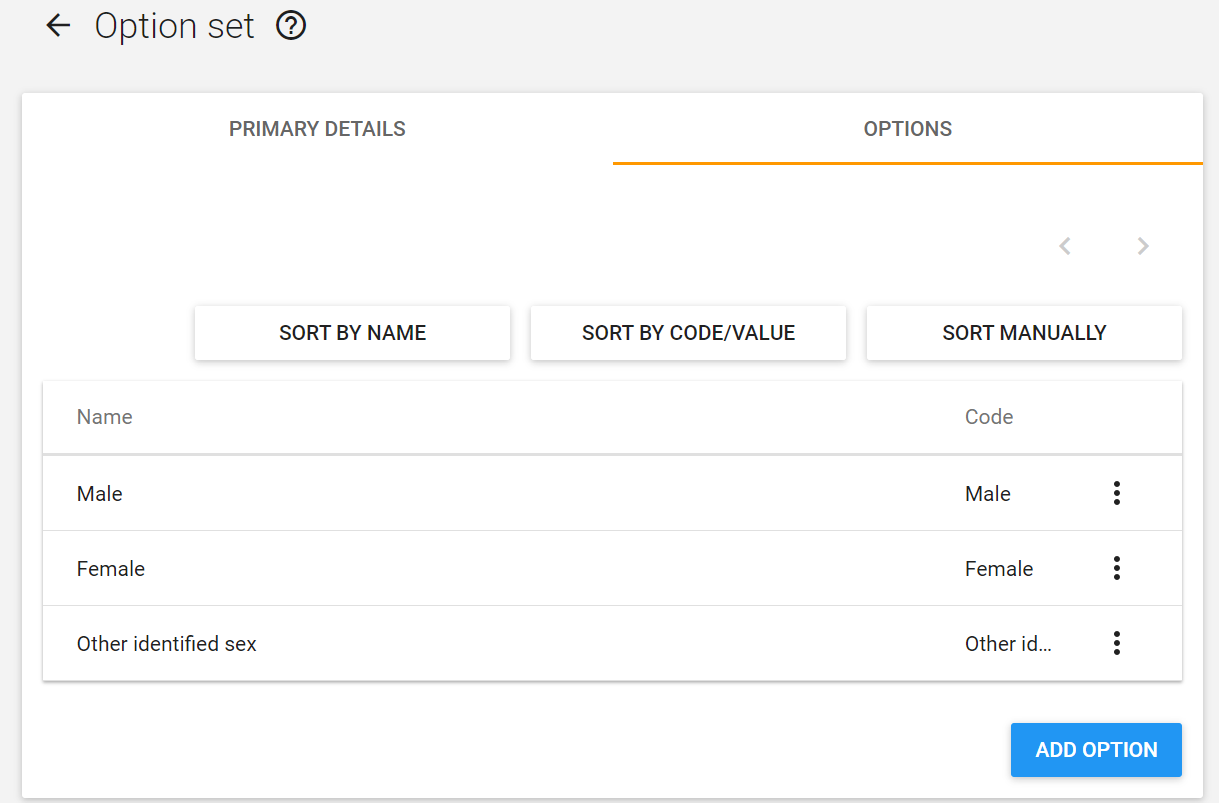 Option set
PRIMARY DETAILS OPTIONS
SORT BY NAME SORT BY CODE/VALUE SORT MANUALLY
Name Code
Male Male
Female Female
Other identified sex Other id...
ADD OPTION